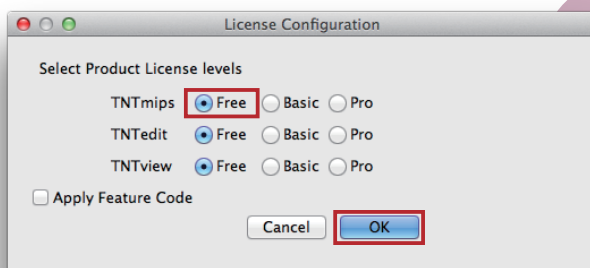 License Configuration
Select Product License levels
TNTmips Free Basic Pro
TNTedit Free Basic Pro
TNTview Free Basic Pro
Apply Feature Code
Cancel OK